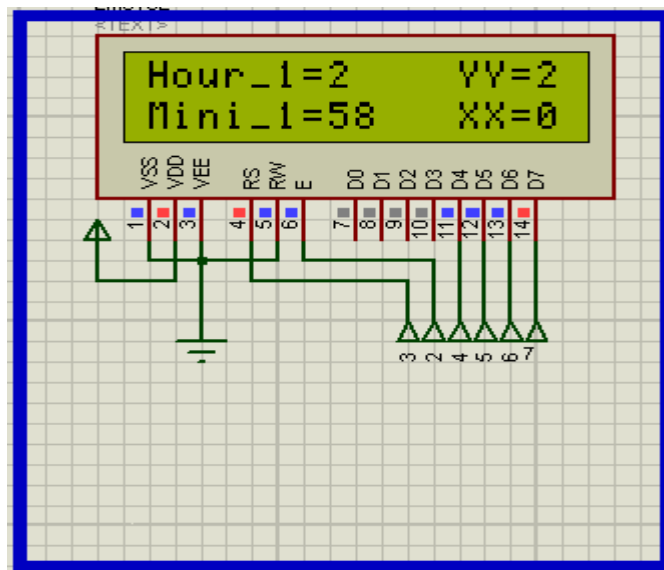 <TEXT>
Hour_1=2 YY=2
Mini_1=58 XX=0
VSS VDD VEE RS RW E D0 D1 D2 D3 D4 D5 D6 D7
1 2 3 4 5 6 7 8 9 10 11 12 13 14
3 2 4 5 6 7